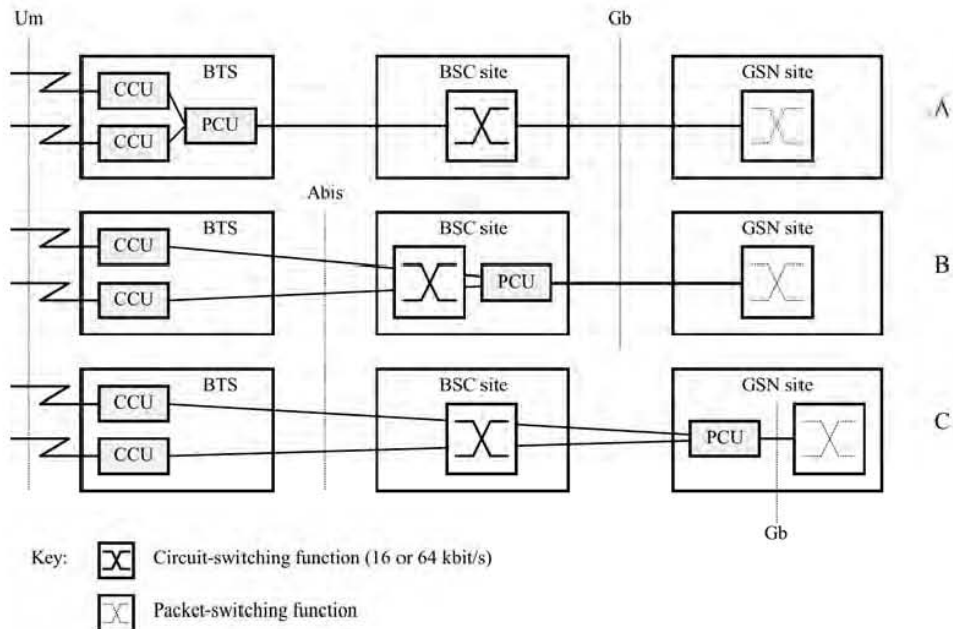 Um
Gb
BTS
BSC site
GSN site
CCU
PCU
CCU
A
Abis
BTS
BSC site
GSN site
CCU
PCU
CCU
B
BTS
BSC site
GSN site
CCU
PCU
CCU
C
Gb
Key:
Circuit-switching function (16 or 64 kbit/s)
Packet-switching function